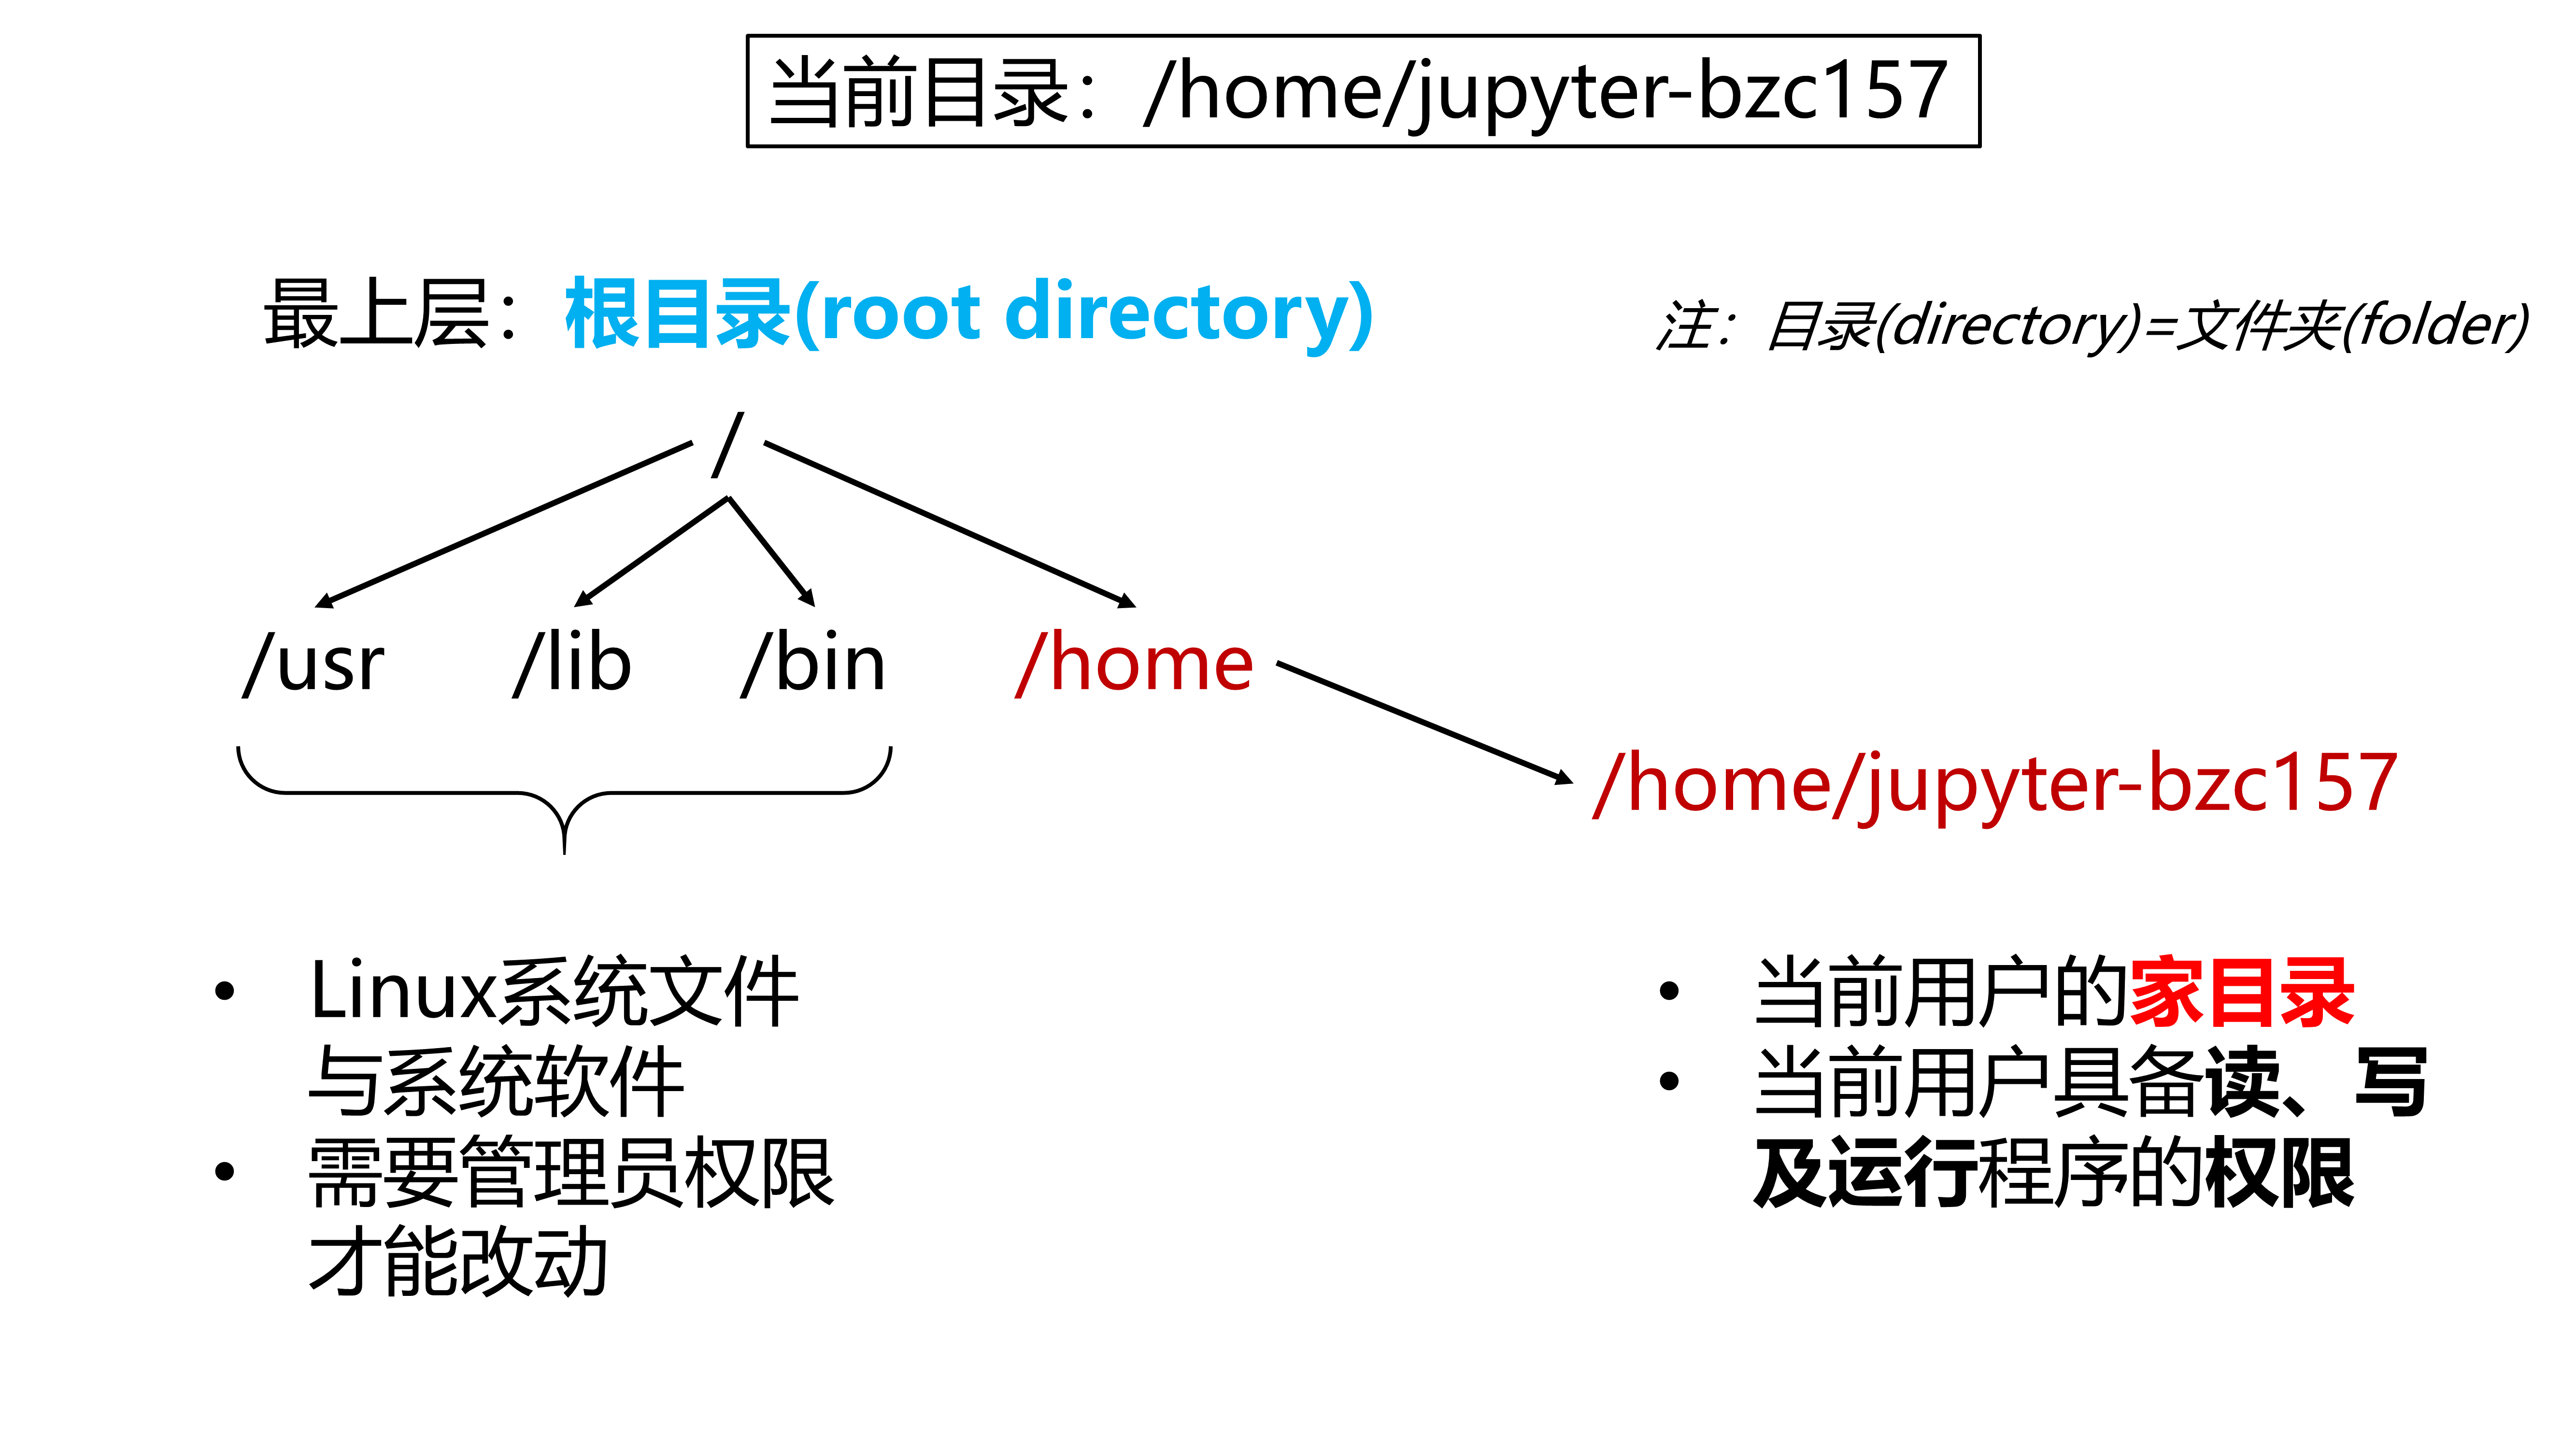 当前目录：/home/jupyter-bzc157
最上层：根目录(root directory)
注：目录(directory)=文件夹(folder)
/
/usr
/lib
/bin
/home
/home/jupyter-bzc157
• Linux系统文件
与系统软件
• 需要管理员权限
才能改动
• 当前用户的家目录
• 当前用户具备读、写
及运行程序的权限